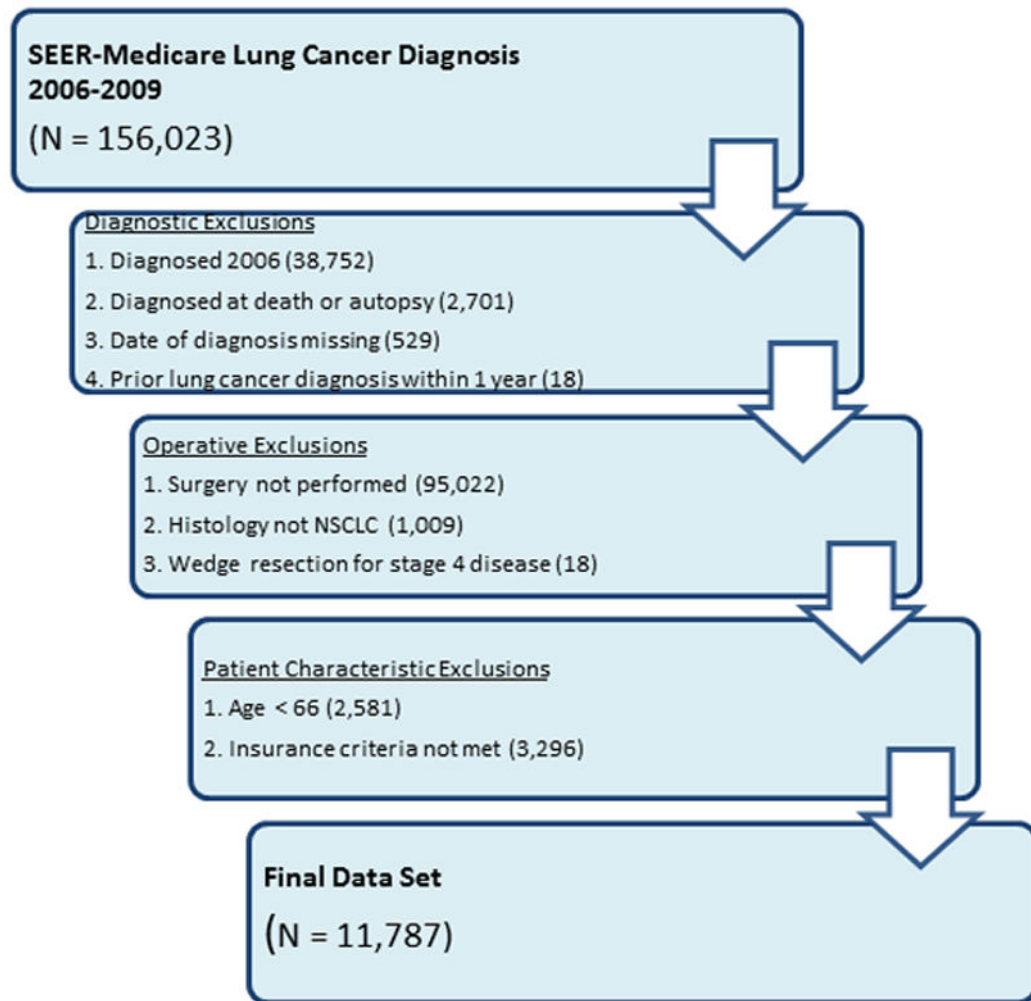 SEER-Medicare Lung Cancer Diagnosis
2006-2009
(N = 156,023)
Diagnostic Exclusions
1. Diagnosed 2006 (38,752)
2. Diagnosed at death or autopsy (2,701)
3. Date of diagnosis missing (529)
4. Prior lung cancer diagnosis within 1 year (18)
Operative Exclusions
1. Surgery not performed (95,022)
2. Histology not NSCLC (1,009)
3. Wedge resection for stage 4 disease (18)
Patient Characteristic Exclusions
1. Age < 66 (2,581)
2. Insurance criteria not met (3,296)
Final Data Set
(N = 11,787)